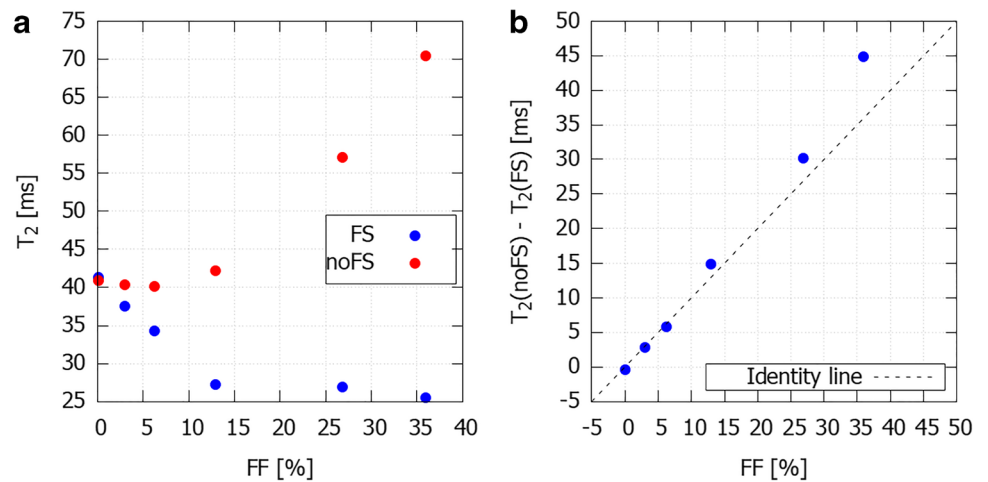 a
75
70
65
60
55
50
45
40
35
30
25
T2 [ms]
FS
noFS
0 5 10 15 20 25 30 35 40
FF [%]
b
50
45
40
35
30
25
20
15
10
5
0
-5
T2(noFS) - T2(FS) [ms]
Identity line
-5 0 5 10 15 20 25 30 35 40 45 50
FF [%]